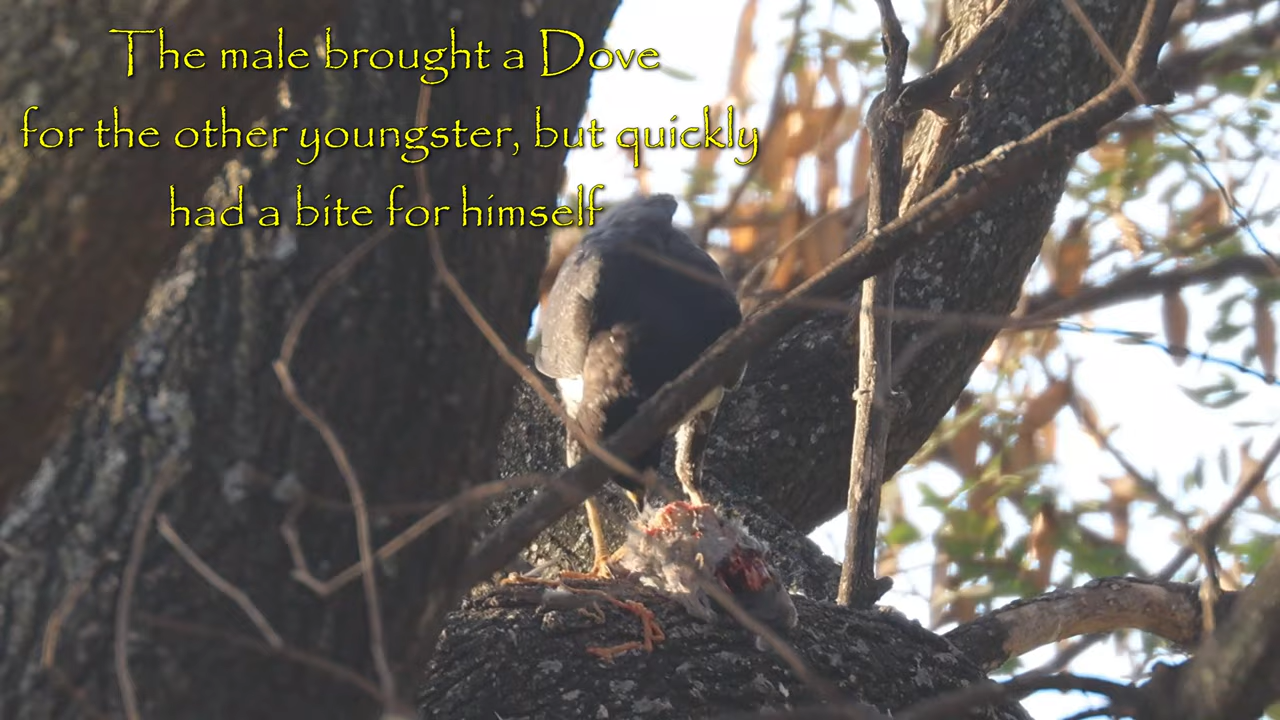 The male brought a Dove
for the other youngster, but quickly
had a bite for himself